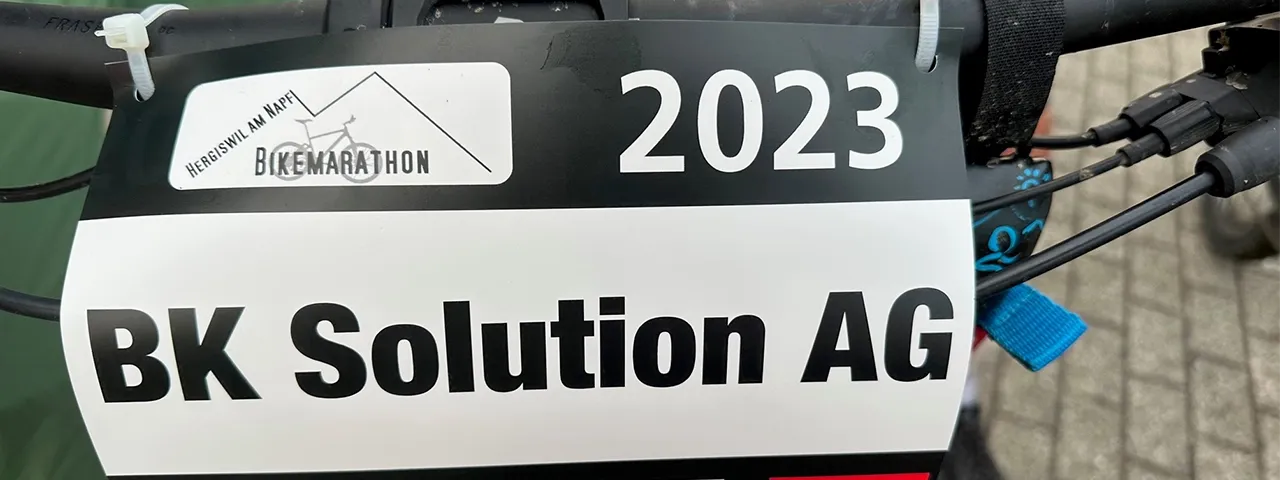 HERGISWIL AM NAPF
BIKEMARATHON
2023
BK Solution AG